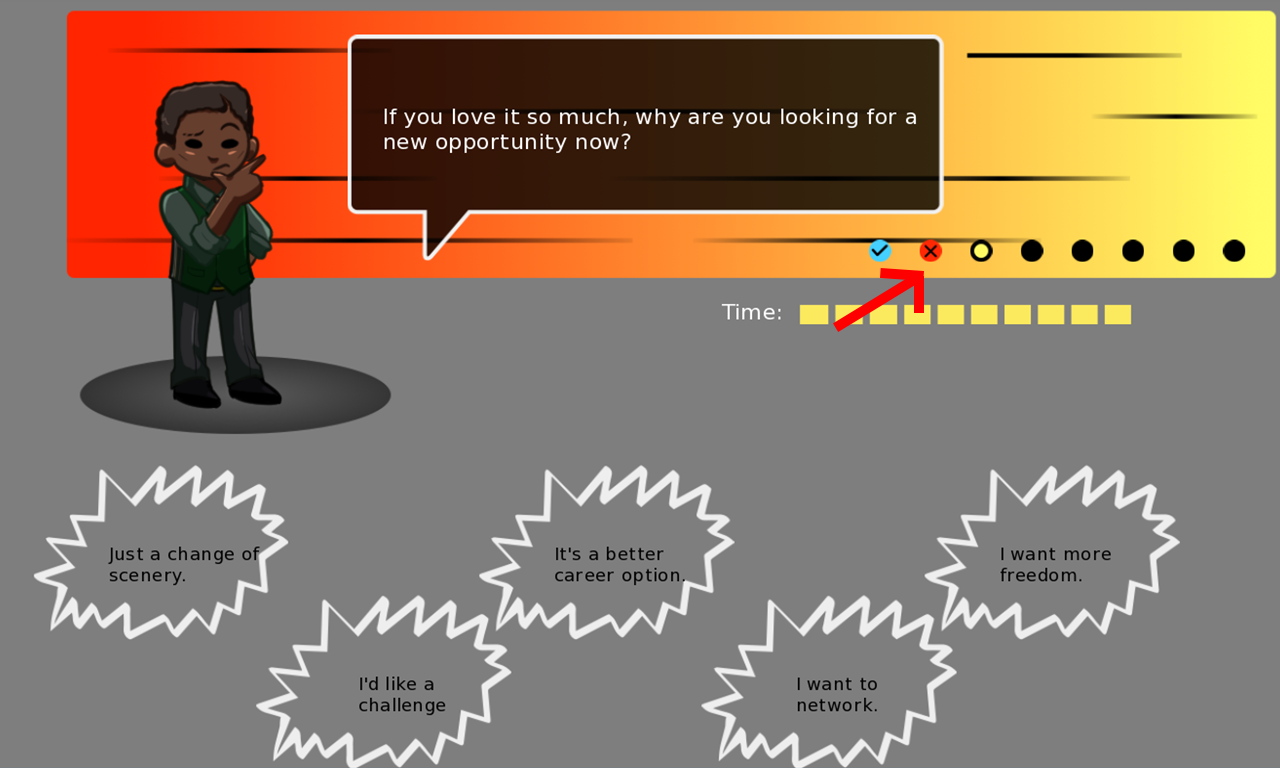 If you love it so much, why are you looking for a
new opportunity now?
Time:
Just a change of
scenery.
It's a better
career option.
I want more
freedom.
I'd like a
challenge
I want to
network.